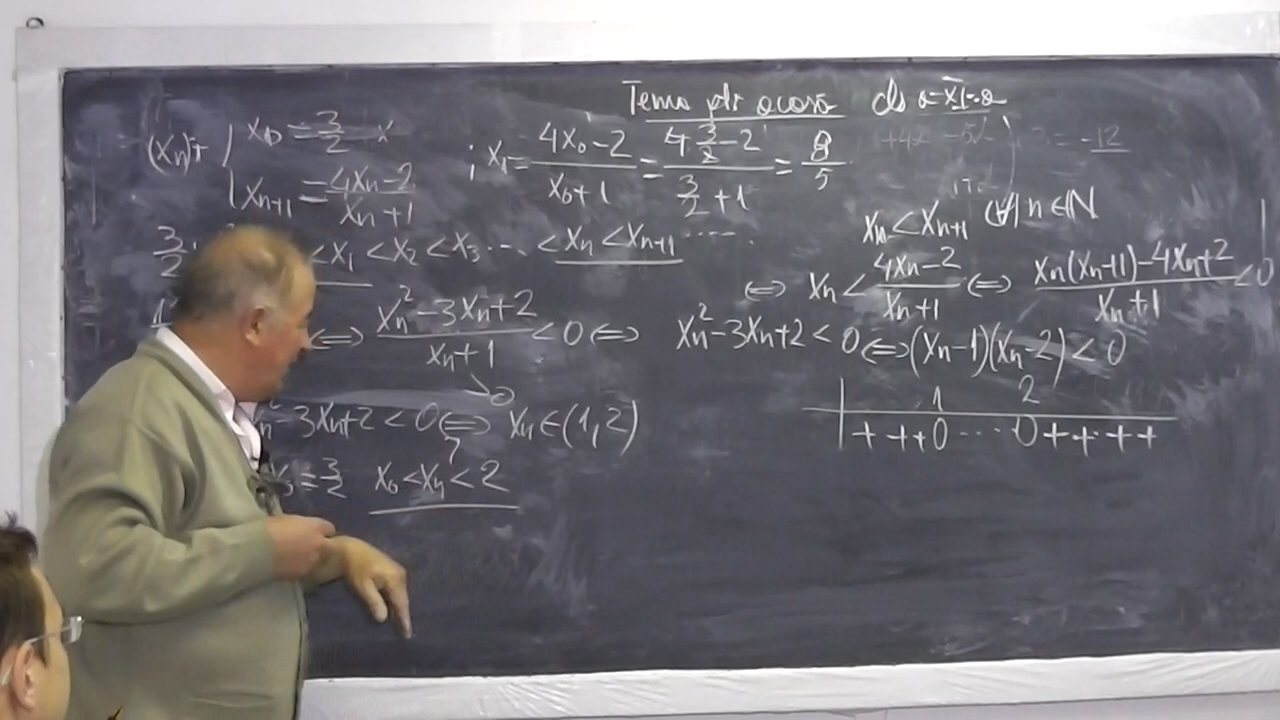 Tema ptr acasă cls a-XI-a
(xn): { x0 = 3/2
xn+1 = (4xn-2)/(xn+1)
; x1 = (4x0-2)/(x0+1) = (4·3/2-2)/(3/2+1) = 8/5
-12
xn < xn+1 (∀) n ∈ ℕ
3/2 < x1 < x2 < x3 ... < xn < xn+1 ....
⇔ xn < (4xn-2)/(xn+1) ⇔ (xn(xn+1)-4xn+2)/(xn+1) < 0
⇔ (xn²-3xn+2)/(xn+1) < 0 ⇔ xn²-3xn+2 < 0 ⇔ (xn-1)(xn-2) < 0
>0
1 2
+ + + 0 ... 0 + + + +
xn²-3xn+2 < 0 ⇔ xn ∈ (1,2)
?
x0 = 3/2 x0 < xn < 2